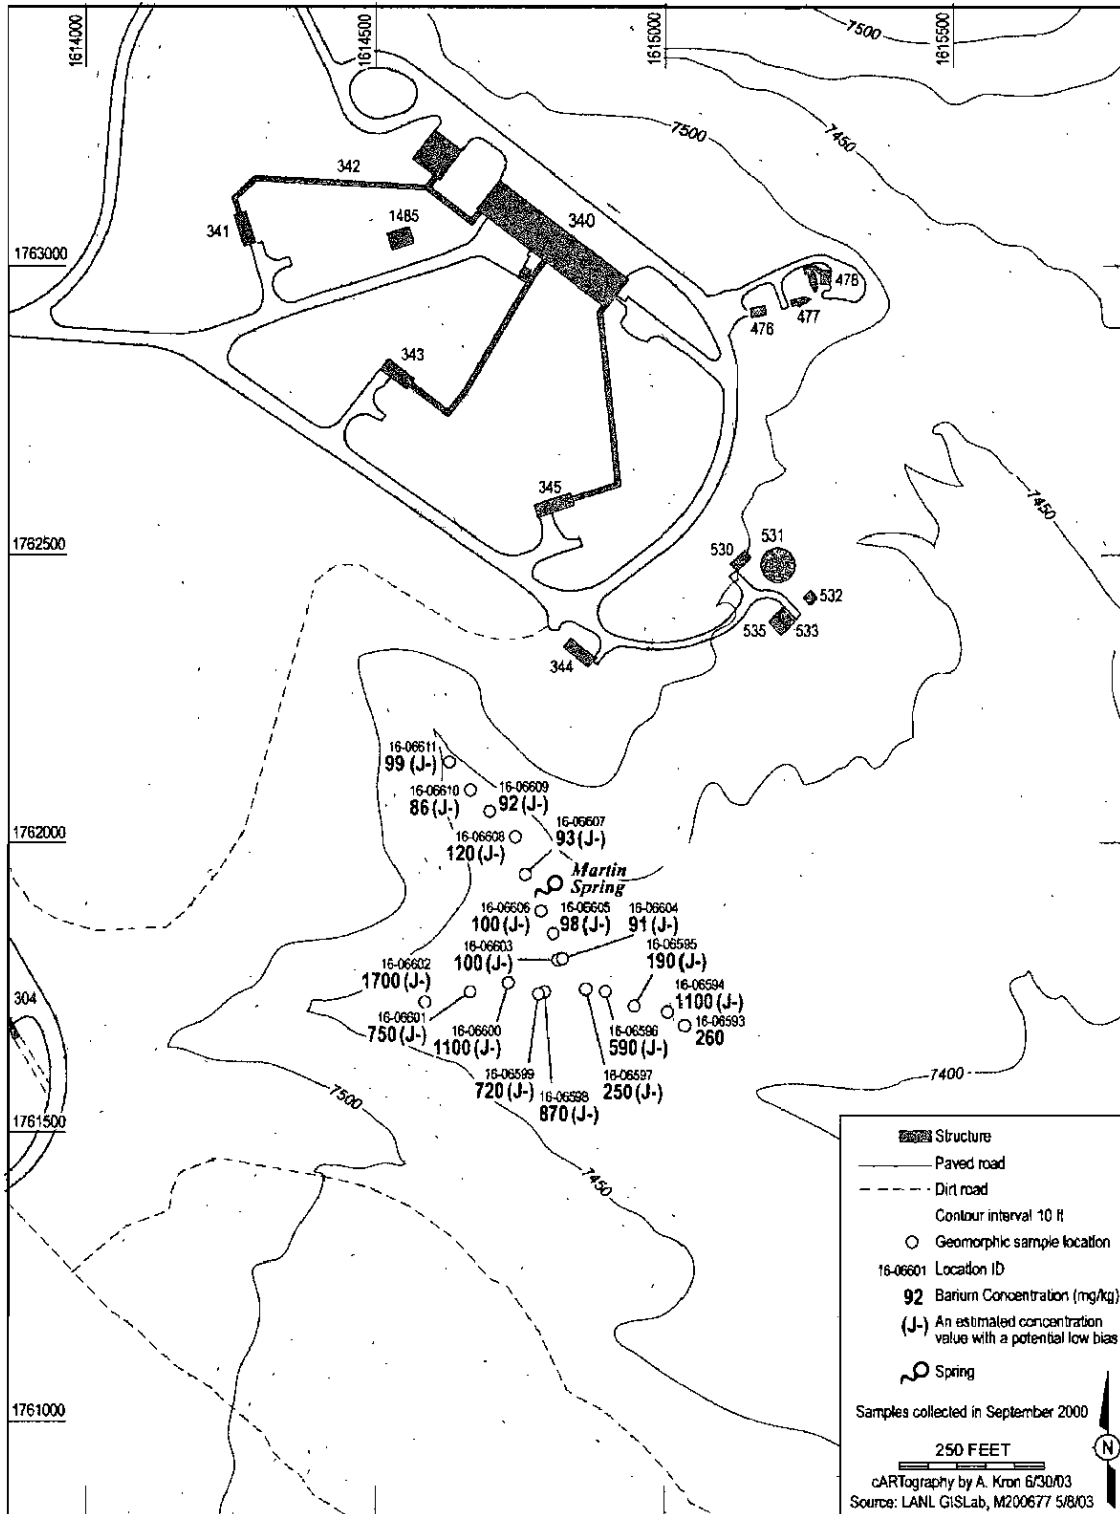 1614000
1614500
1615000
1615500
7500
7500
7450
342
1485
340
341
1763000
478
476
477
343
345
7450
1762500
530
531
532
535
533
344
16-06611
99 (J-)
16-06610
86 (J-)
16-06609
92 (J-)
16-06608
120 (J-)
16-06607
93 (J-)
1762000
Martin
Spring
16-06606
100 (J-)
16-06605
98 (J-)
16-06604
91 (J-)
16-06603
100 (J-)
16-06595
190 (J-)
16-06602
1700 (J-)
16-06594
1100 (J-)
304
16-06601
750 (J-)
16-06600
1100 (J-)
16-06596
590 (J-)
16-06593
260
16-06599
720 (J-)
16-06598
870 (J-)
16-06597
250 (J-)
7400
7500
1761500
7450
1761000
Structure
Paved road
Dirt road
Contour interval 10 ft
Geomorphic sample location
16-06601 Location ID
92 Barium Concentration (mg/kg)
(J-) An estimated concentration
value with a potential low bias
Spring
Samples collected in September 2000
N
250 FEET
cARTography by A. Kron 6/30/03
Source: LANL GISLab, M200677 5/8/03